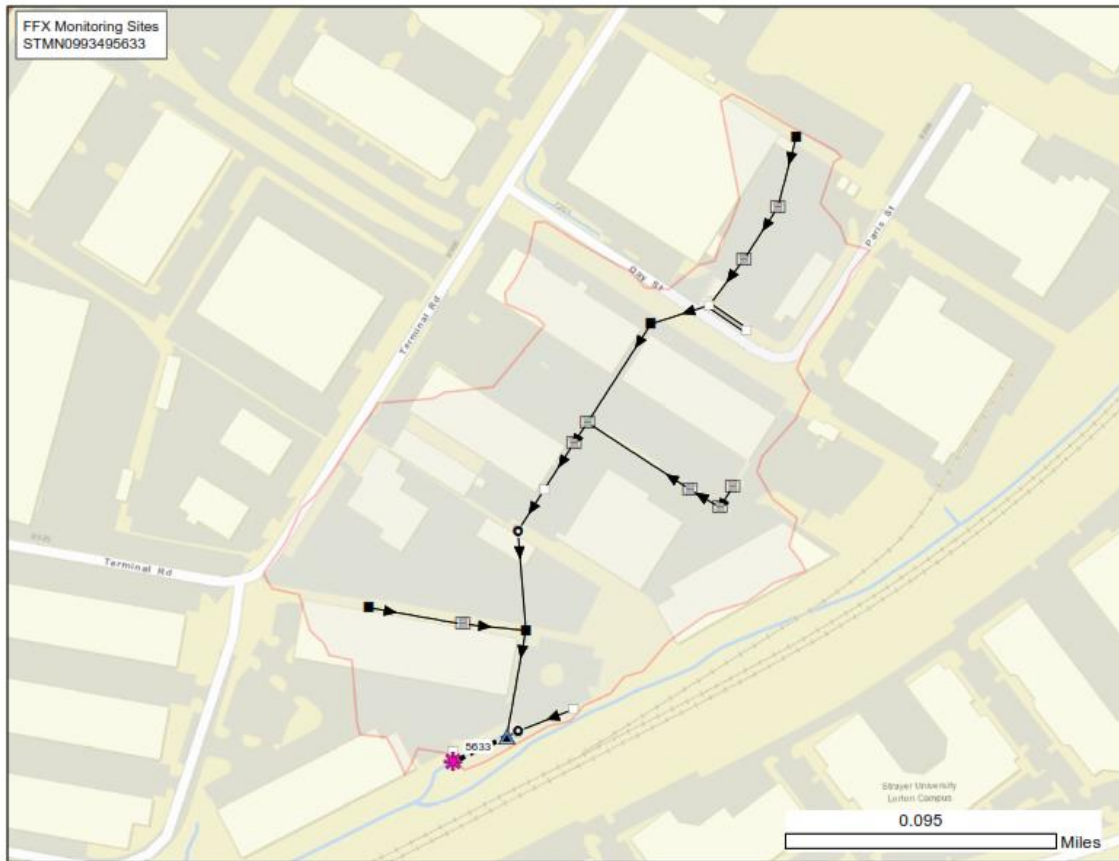 FFX Monitoring Sites
STMN0993495633
Day St
Paris St
Terminal Rd
Terminal Rd
5633
Strayer University
Lorton Campus
0.095
Miles